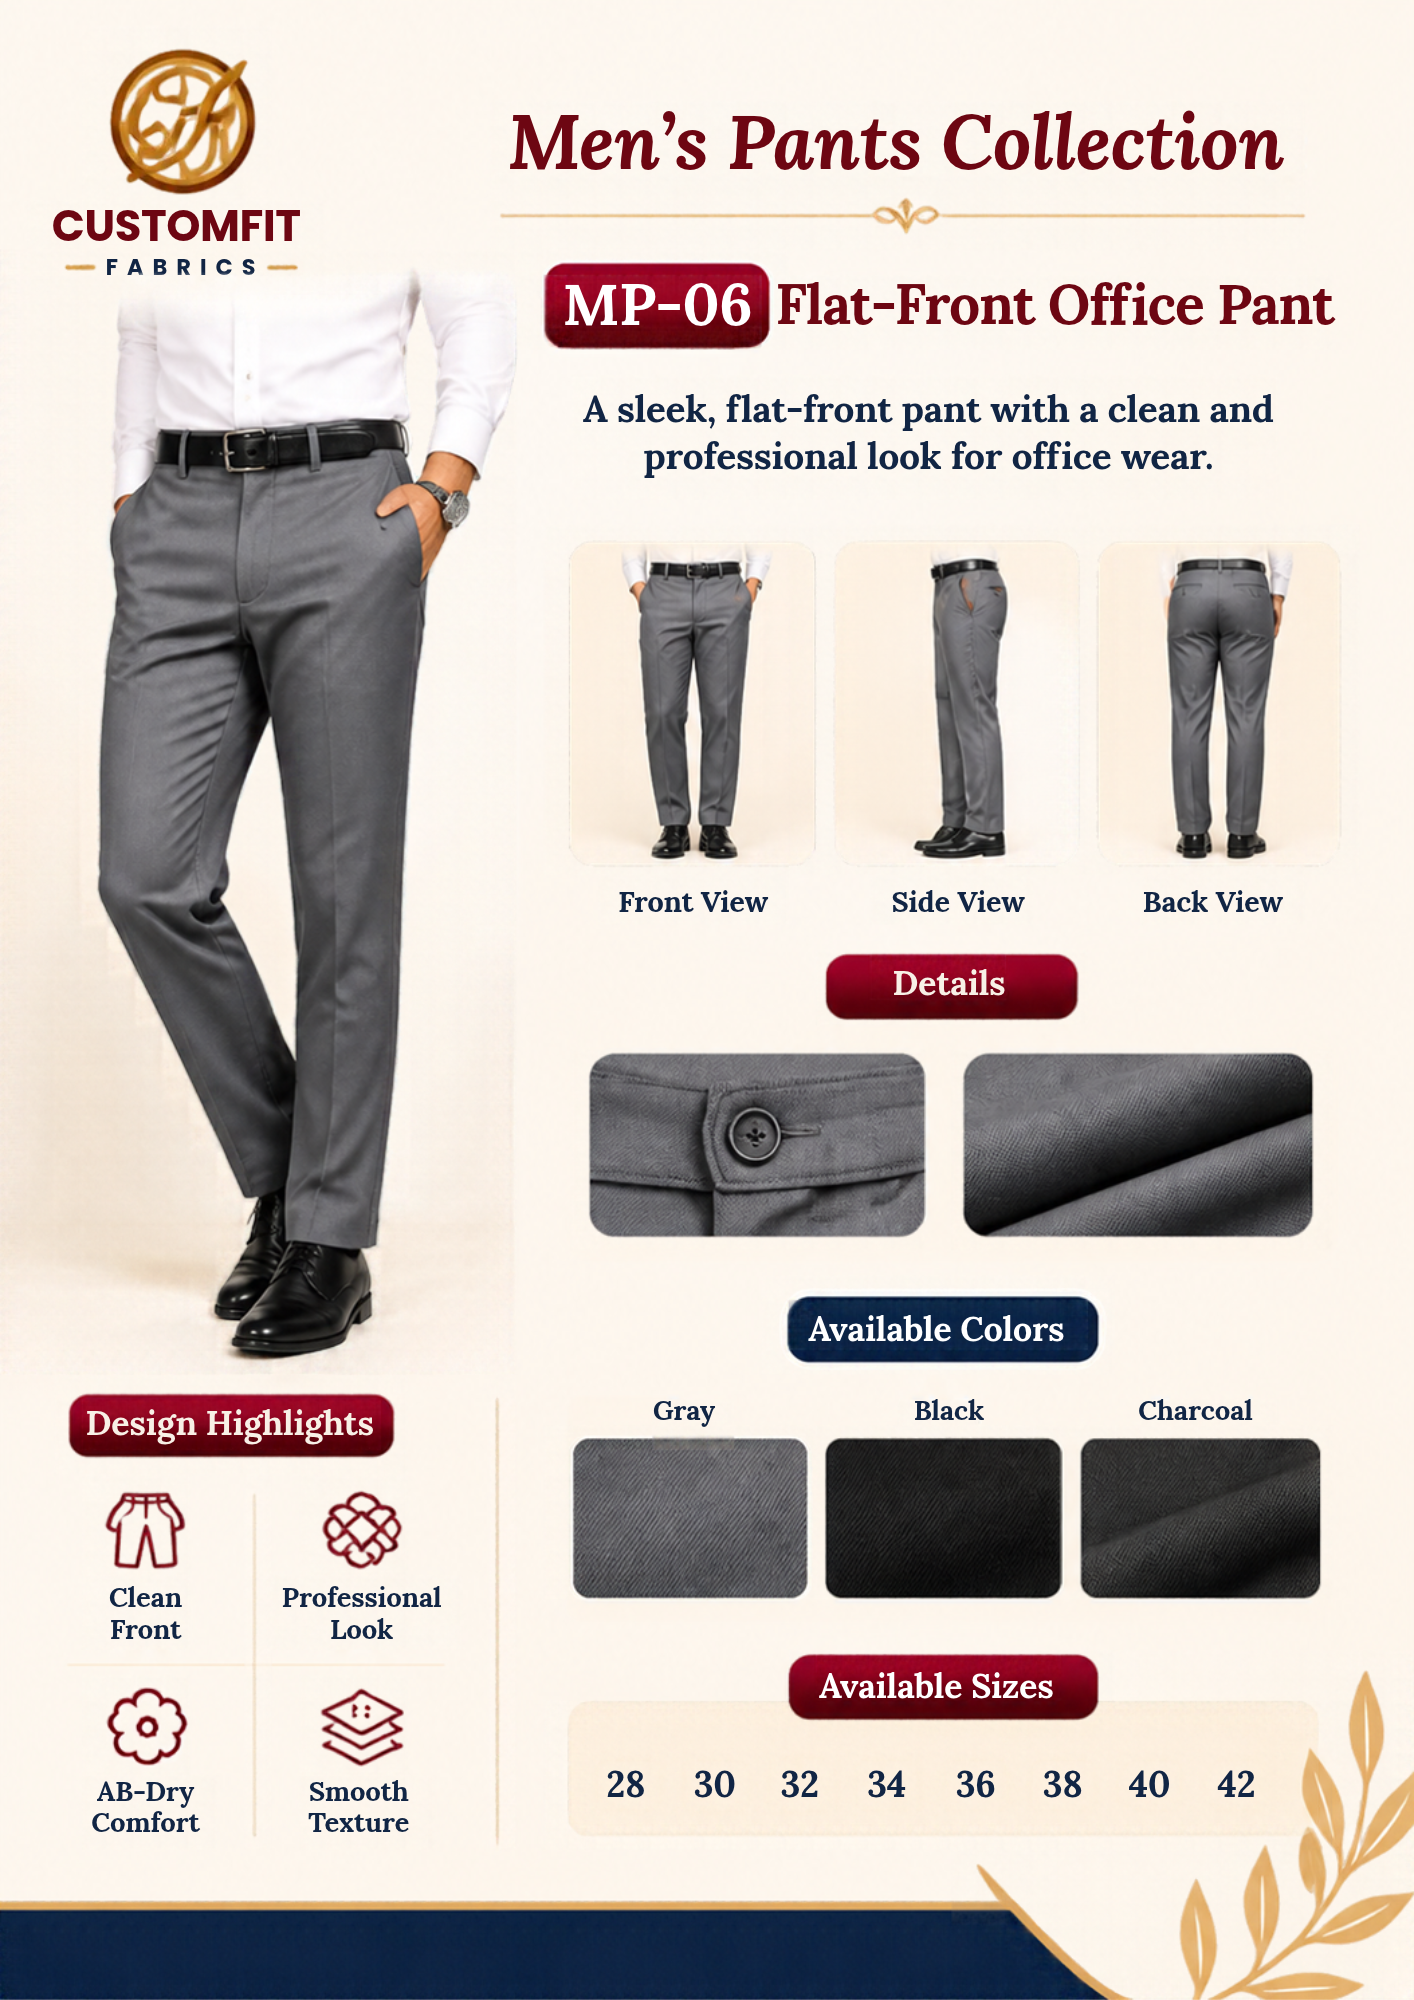 CUSTOMFIT
FABRICS
Men’s Pants Collection
MP-06 Flat-Front Office Pant
A sleek, flat-front pant with a clean and
professional look for office wear.
Front View
Side View
Back View
Details
Available Colors
Gray
Black
Charcoal
Design Highlights
Clean
Front
Professional
Look
AB-Dry
Comfort
Smooth
Texture
Available Sizes
28 30 32 34 36 38 40 42